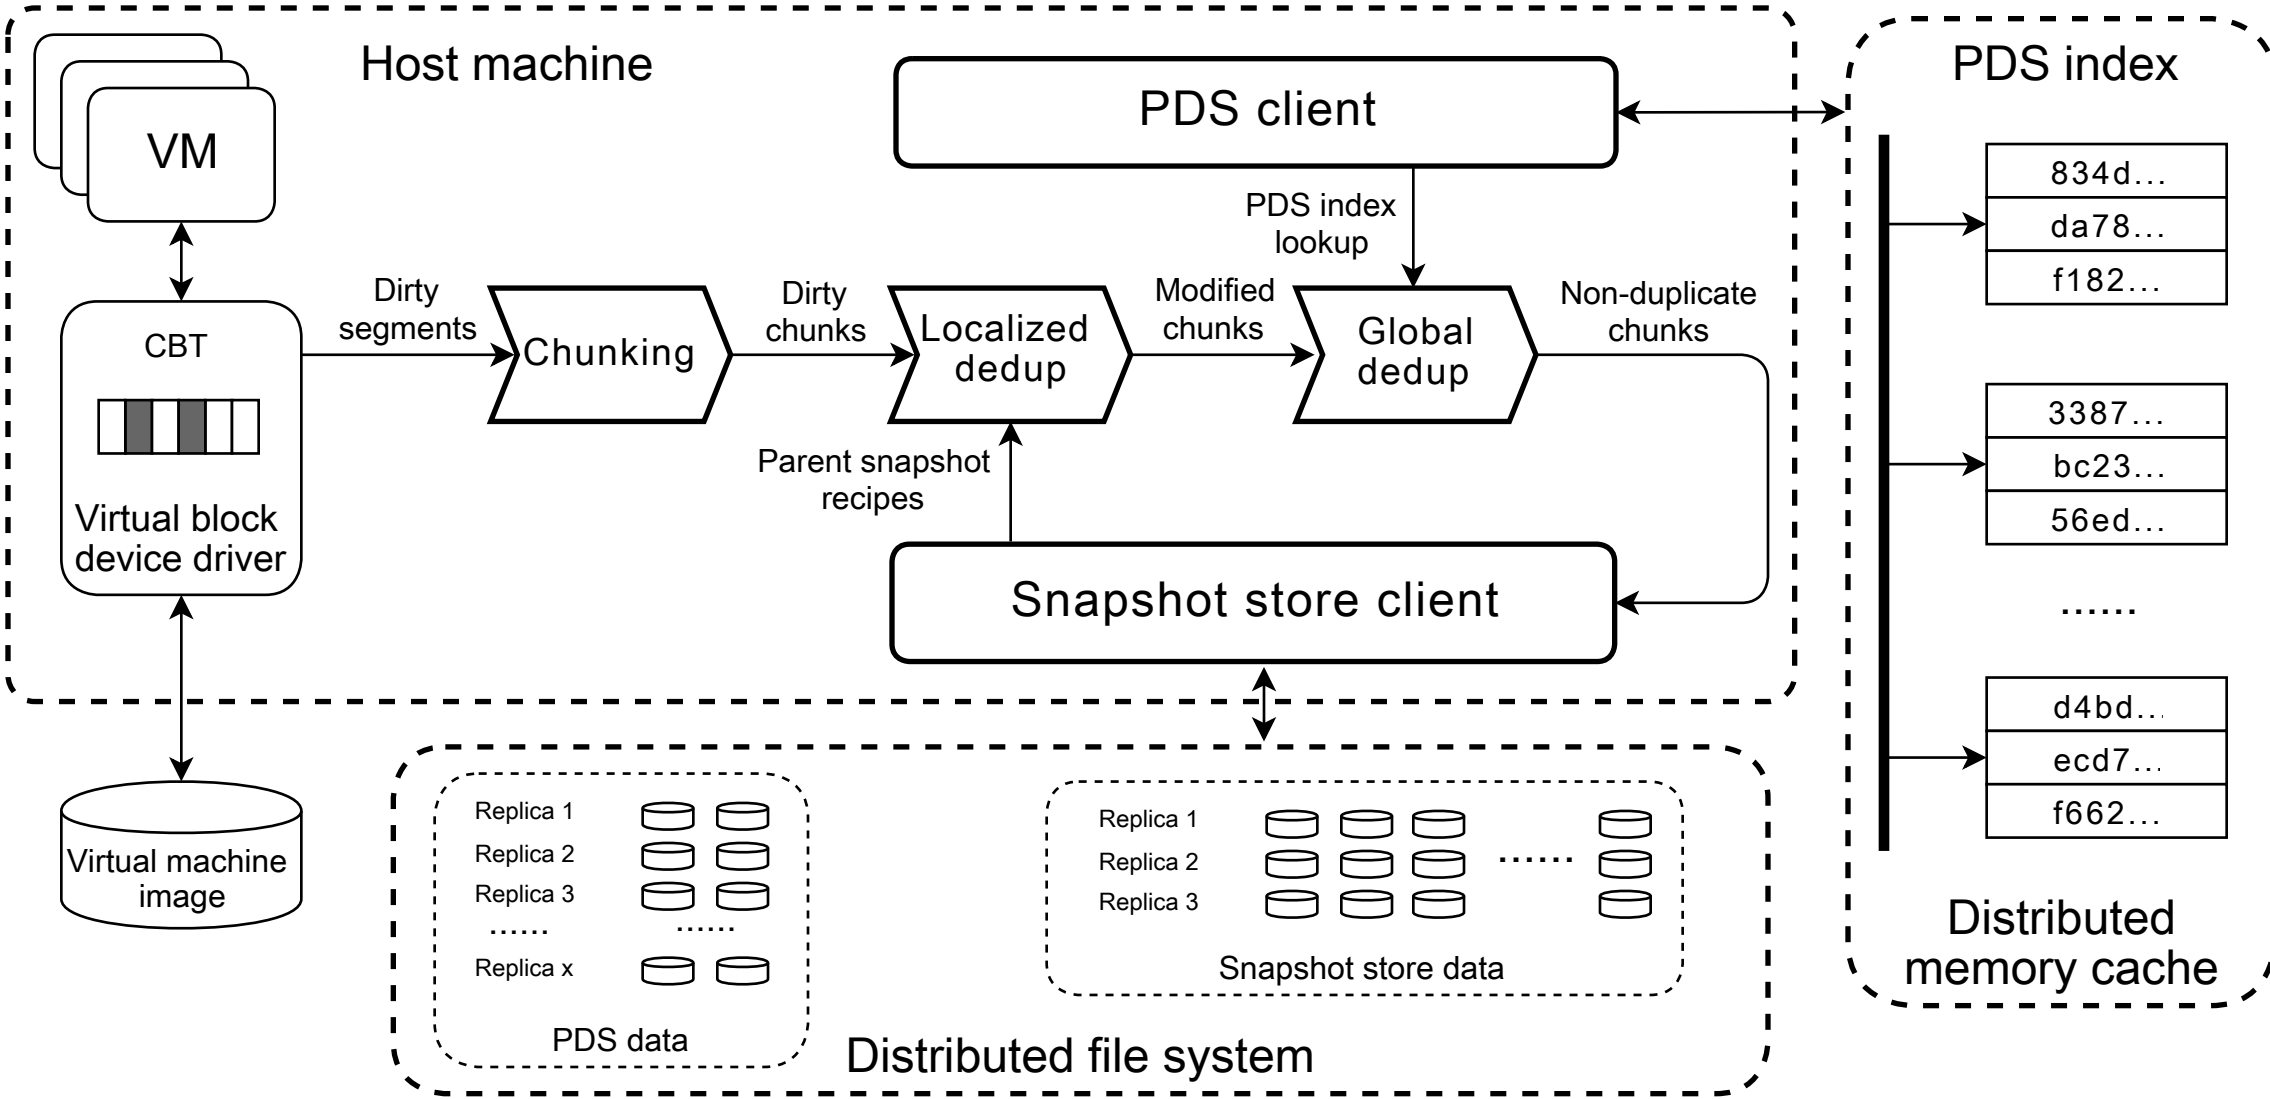 Host machine
VM
PDS client
PDS index
lookup
CBT
Virtual block
device driver
Dirty
segments
Chunking
Dirty
chunks
Localized
dedup
Modified
chunks
Global
dedup
Non-duplicate
chunks
Parent snapshot
recipes
Snapshot store client
Virtual machine
image
Replica 1
Replica 2
Replica 3
......
......
Replica x
PDS data
Replica 1
Replica 2
......
Replica 3
Snapshot store data
Distributed file system
PDS index
834d...
da78...
f182...
3387...
bc23...
56ed...
......
d4bd...
ecd7...
f662...
Distributed
memory cache